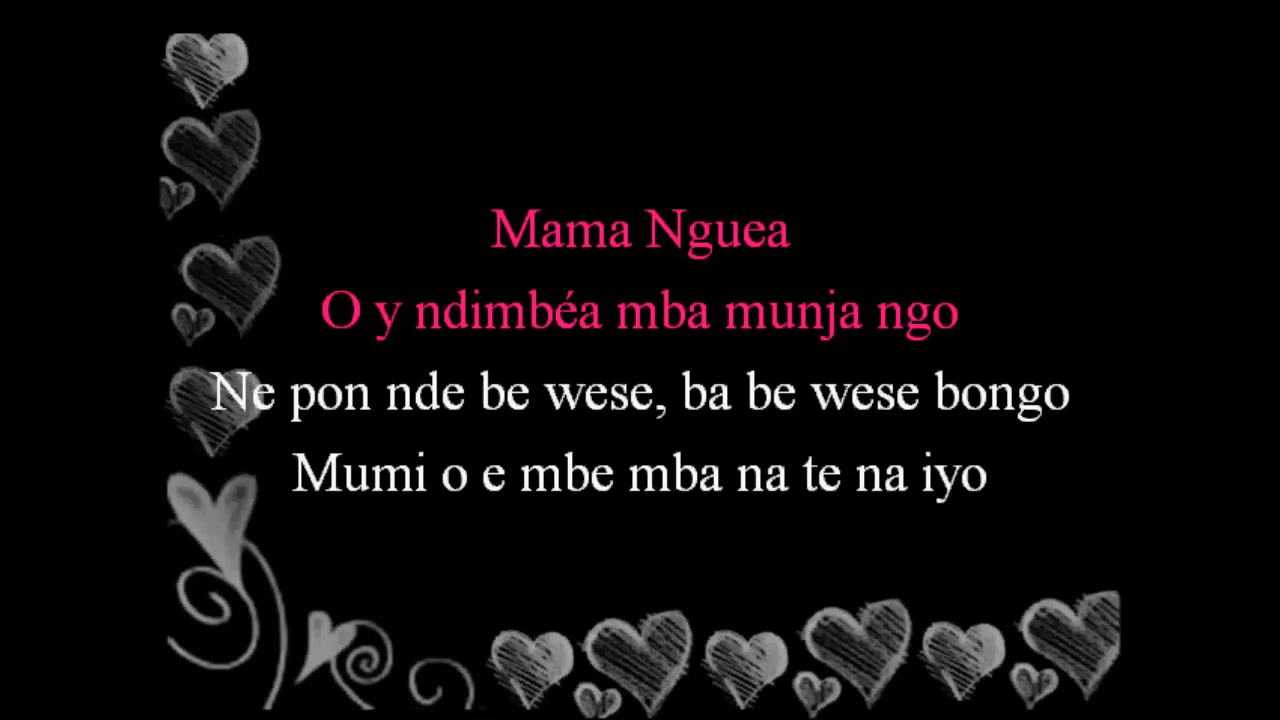 Mama Nguea
O y ndimbéa mba munja ngo
Ne pon nde be wese, ba be wese bongo
Mumi o e mbe mba na te na iyo